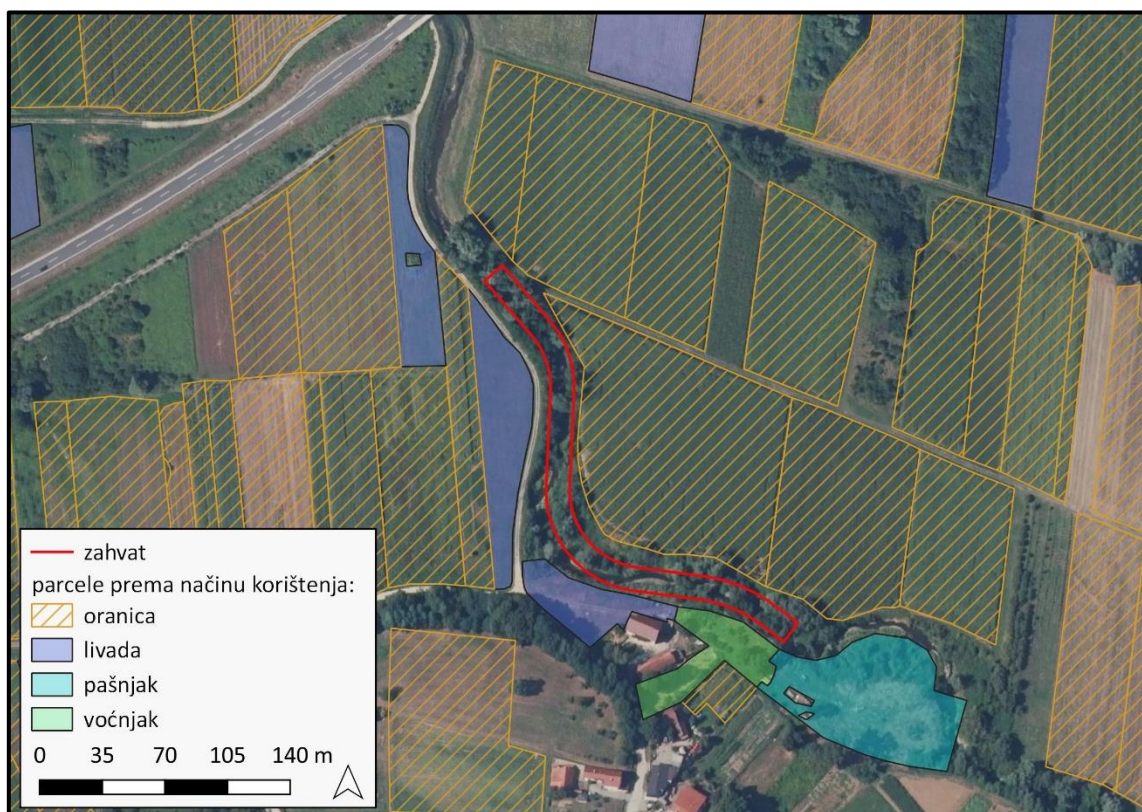 zahvat
parcele prema načinu korištenja:
oranica
livada
pašnjak
voćnjak
0 35 70 105 140 m